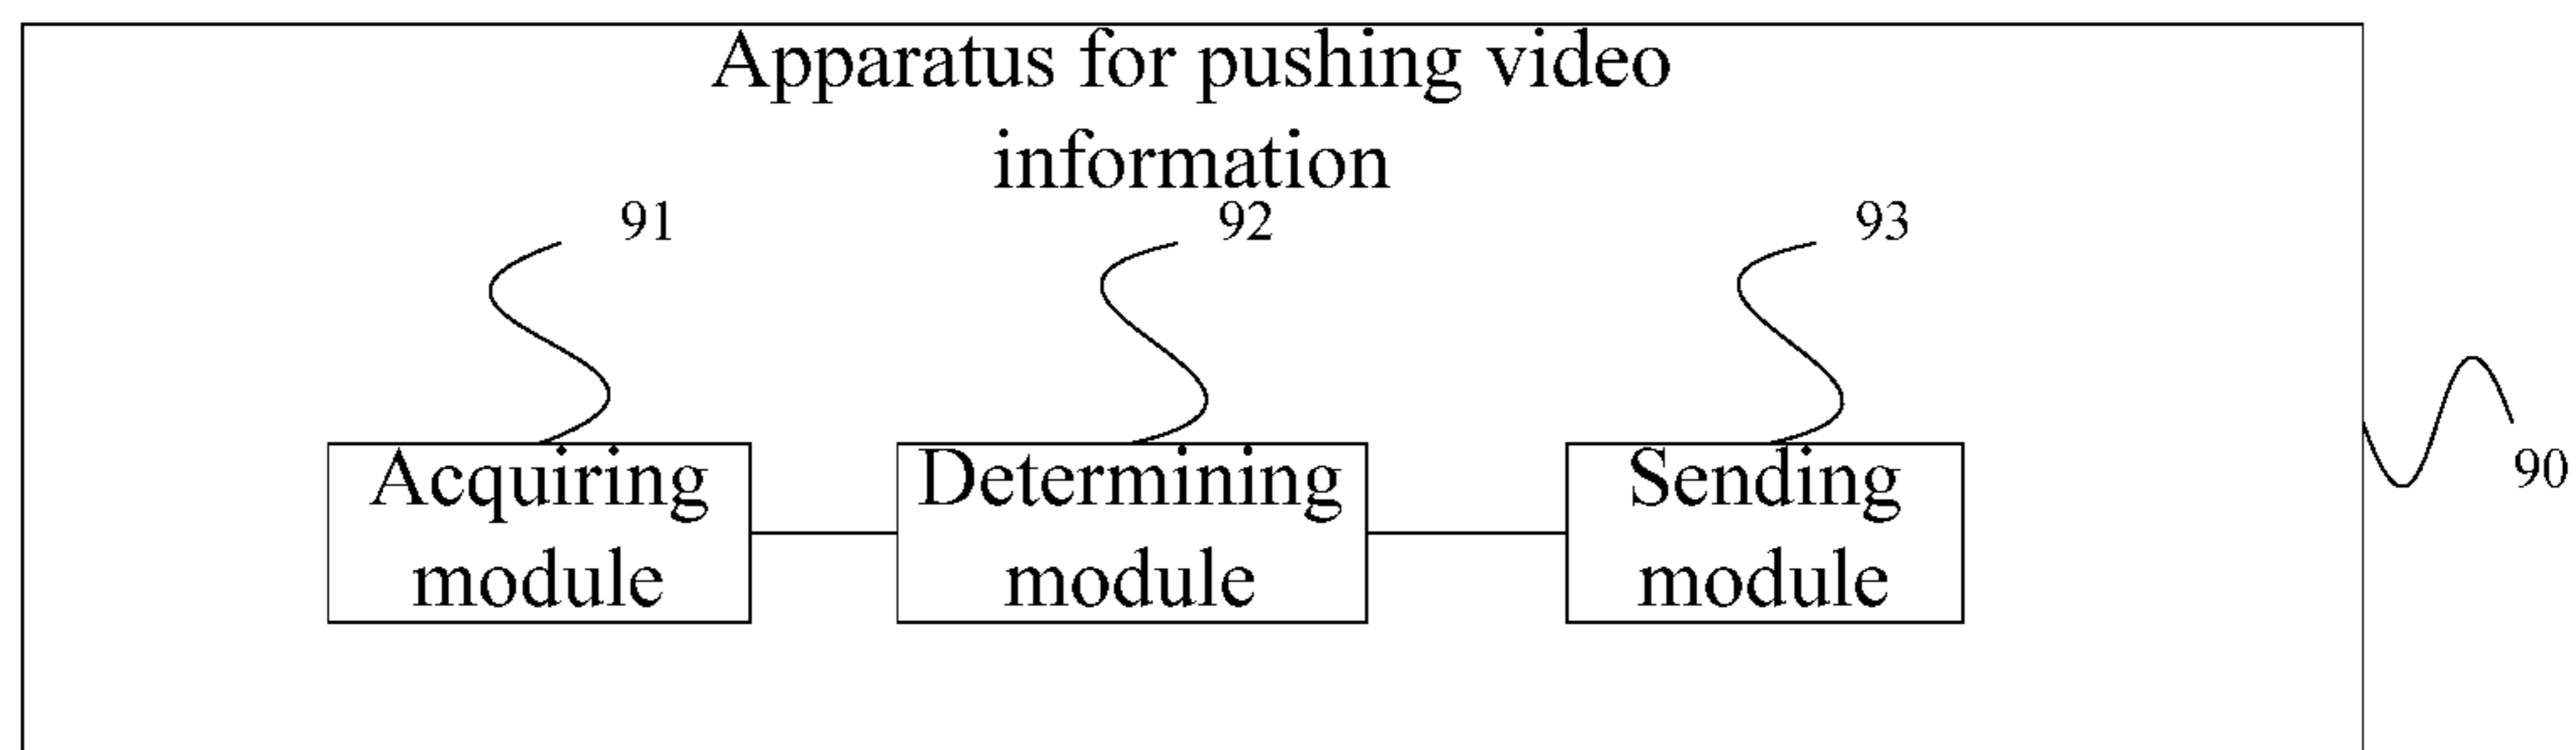 Apparatus for pushing video
information
91
92
93
Acquiring
module
Determining
module
Sending
module
90